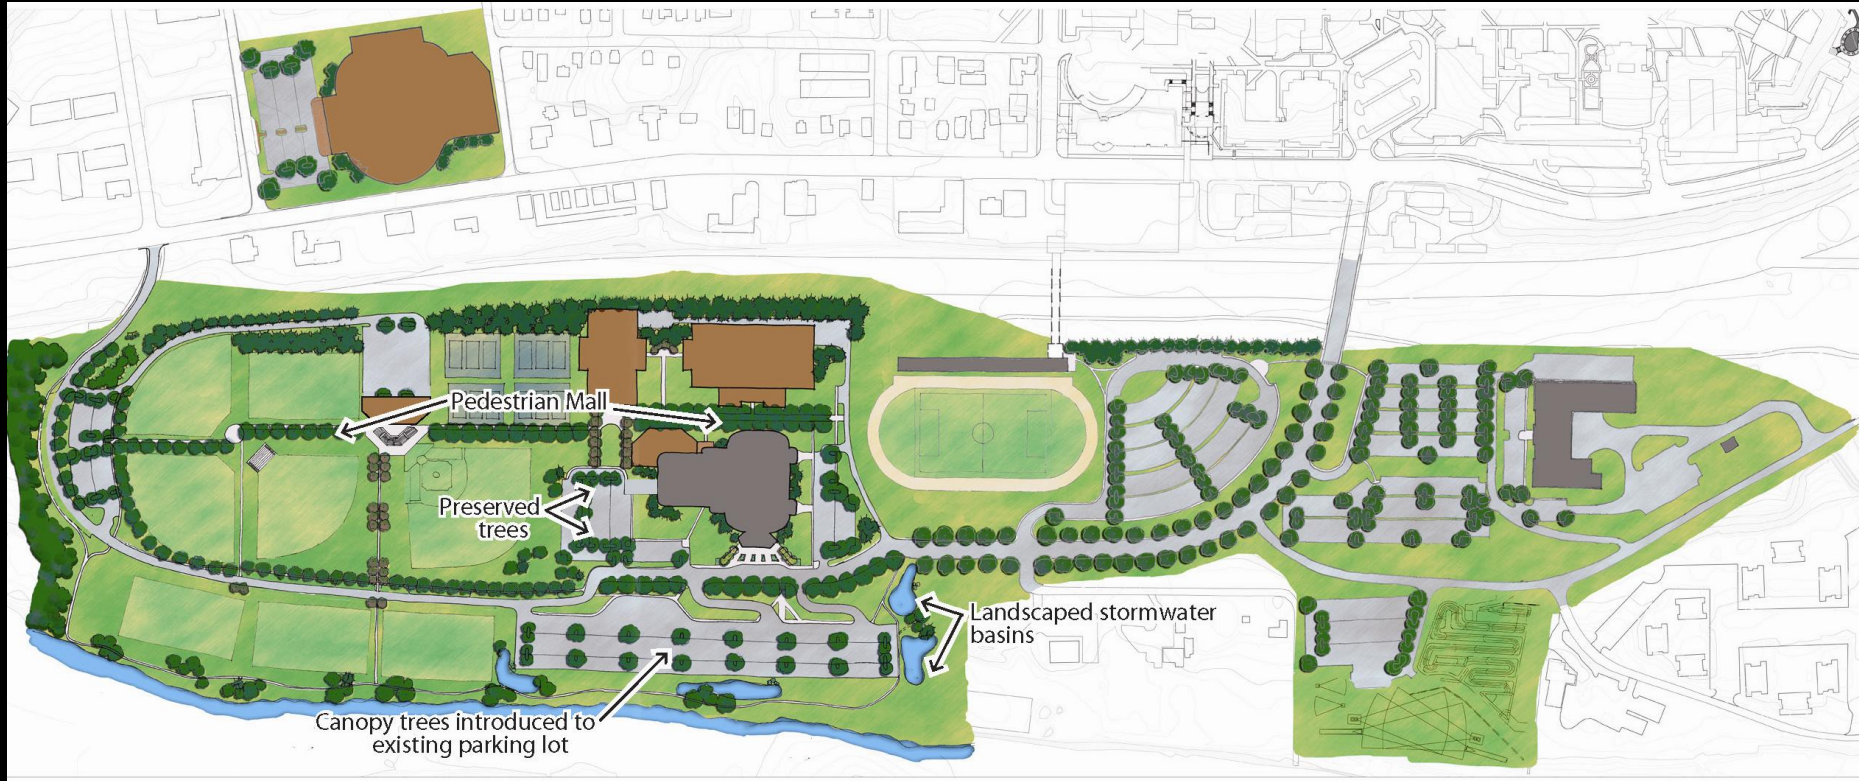 Pedestrian Mall
Preserved
trees
Landscaped stormwater
basins
Canopy trees introduced to
existing parking lot